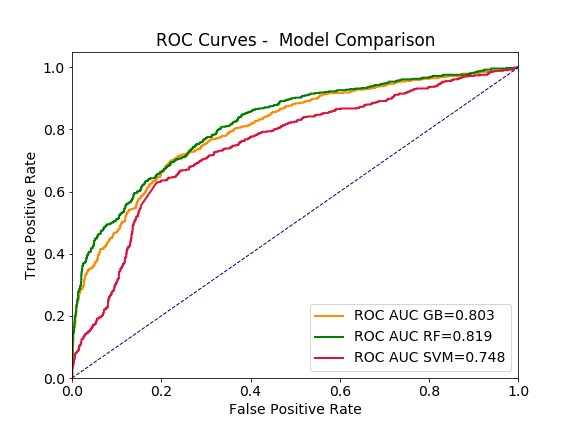 ROC Curves -  Model Comparison
True Positive Rate
1.0
0.8
0.6
0.4
0.2
0.0
ROC AUC GB=0.803
ROC AUC RF=0.819
ROC AUC SVM=0.748
0.0 0.2 0.4 0.6 0.8 1.0
False Positive Rate